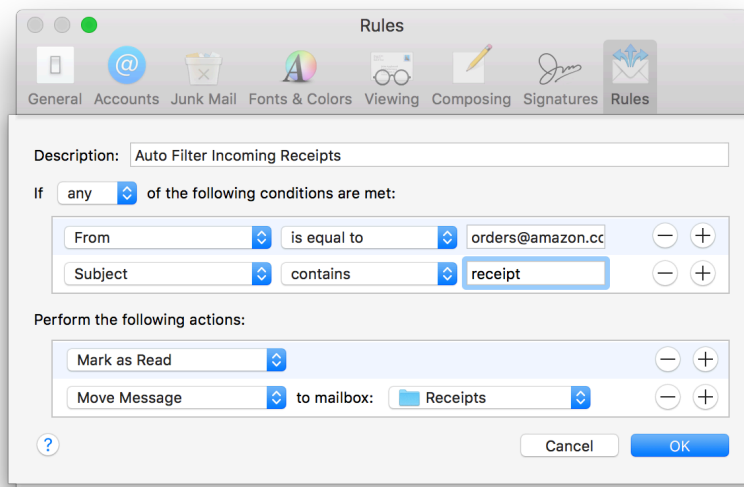 Rules
General Accounts Junk Mail Fonts & Colors Viewing Composing Signatures Rules
Description: Auto Filter Incoming Receipts
If any of the following conditions are met:
From is equal to orders@amazon.co
Subject contains receipt
Perform the following actions:
Mark as Read
Move Message to mailbox: Receipts
? Cancel OK